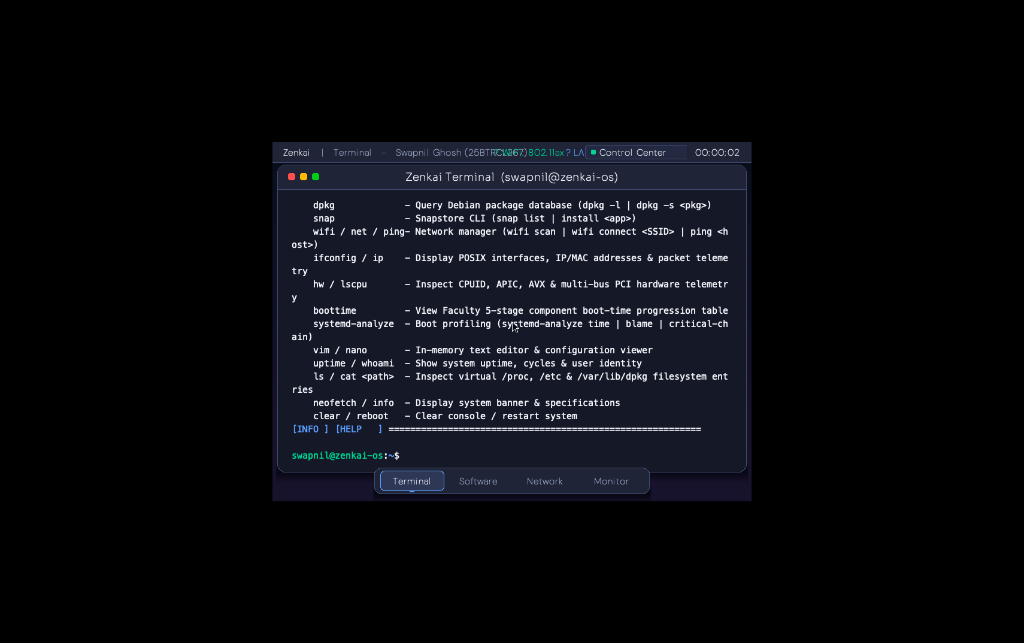 Zenkai | Terminal – Swapnil Ghosh 802.11ax? LA Control Center 00:00:02
Zenkai Terminal (swapnil@zenkai-os)
dpkg – Query Debian package database (dpkg -l | dpkg -s <pkg>)
snap – Snapstore CLI (snap list | install <app>)
wifi / net / ping– Network manager (wifi scan | wifi connect <SSID> | ping <h
ost>)
ifconfig / ip – Display POSIX interfaces, IP/MAC addresses & packet teleme
try
hw / lscpu – Inspect CPUID, APIC, AVX & multi-bus PCI hardware telemetr
y
boottime – View Faculty 5-stage component boot-time progression table
systemd-analyze – Boot profiling (systemd-analyze time | blame | critical-ch
ain)
vim / nano – In-memory text editor & configuration viewer
uptime / whoami – Show system uptime, cycles & user identity
ls / cat <path> – Inspect virtual /proc, /etc & /var/lib/dpkg filesystem ent
ries
neofetch / info – Display system banner & specifications
clear / reboot – Clear console / restart system
[INFO ] [HELP ] ==========================================================
swapnil@zenkai-os:~$
Terminal Software Network Monitor